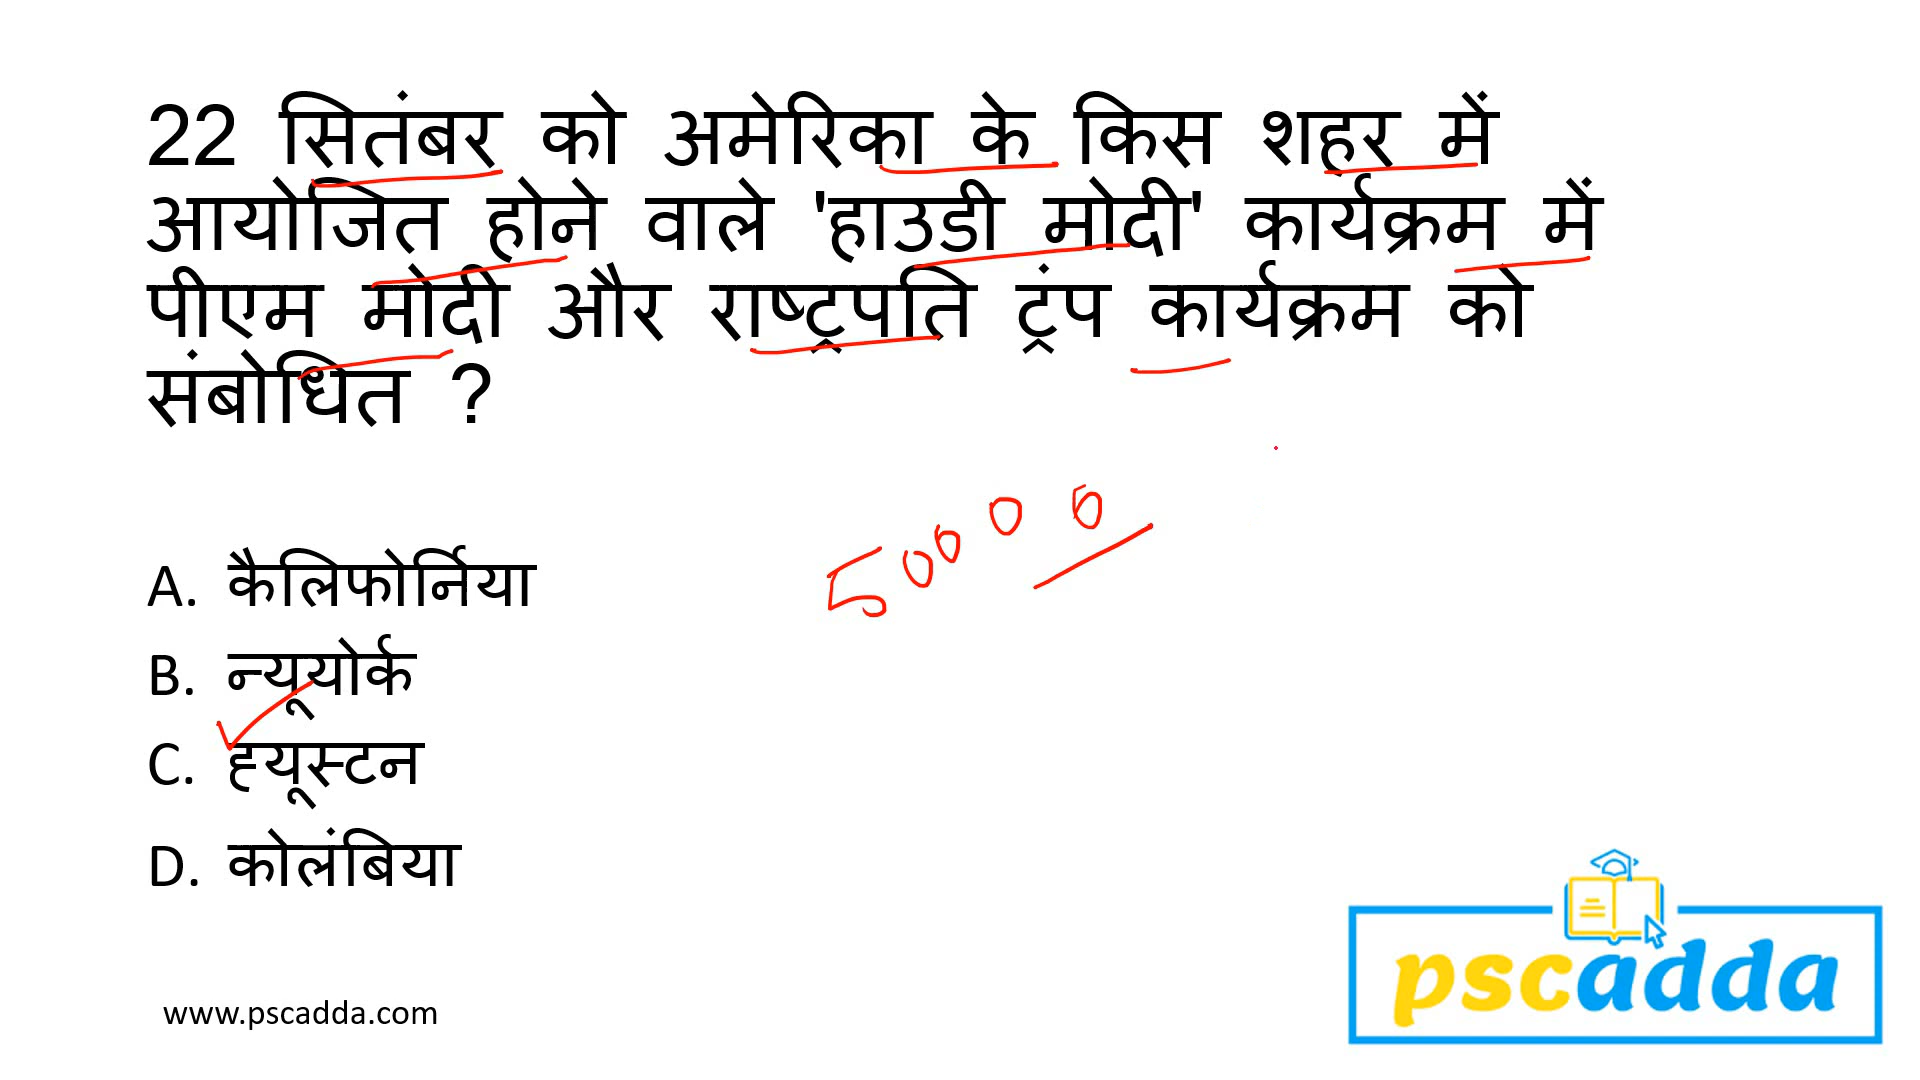 22 सितंबर को अमेरिका के किस शहर में
आयोजित होने वाले 'हाउडी मोदी' कार्यक्रम में
पीएम मोदी और राष्ट्रपति ट्रंप कार्यक्रम को
संबोधित ?
50000
A. कैलिफोर्निया
B. न्यूयोर्क
C. ह्यूस्टन
D. कोलंबिया
pscadda
www.pscadda.com